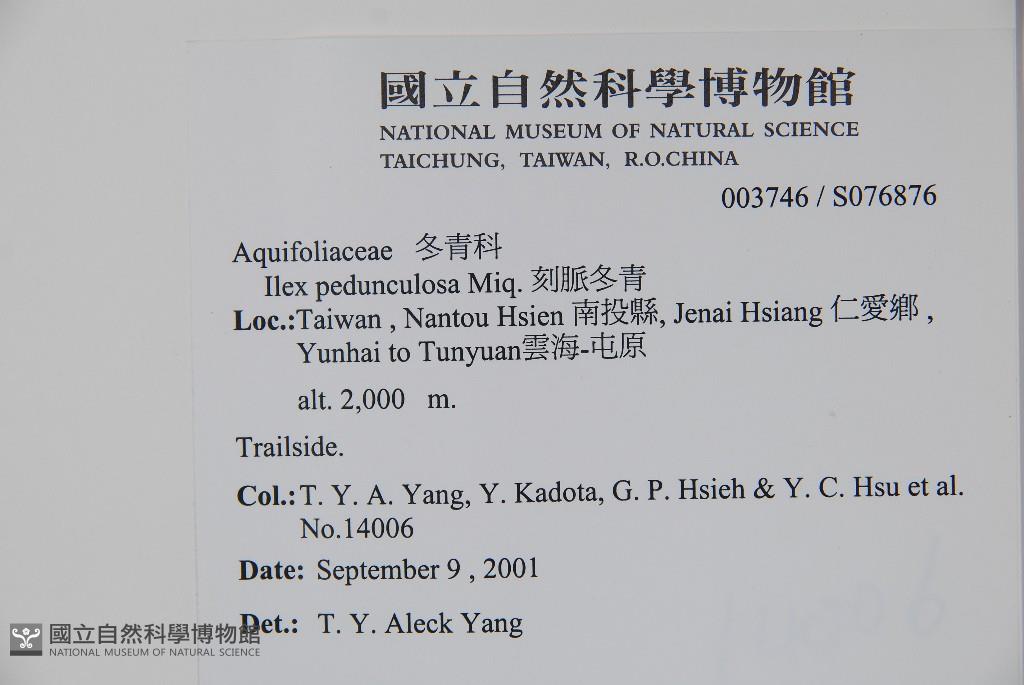 國立自然科學博物館
NATIONAL MUSEUM OF NATURAL SCIENCE
TAICHUNG, TAIWAN, R.O.CHINA
003746 / S076876
Aquifoliaceae 冬青科
Ilex pedunculosa Miq. 刻脈冬青
Loc.:Taiwan , Nantou Hsien 南投縣, Jenai Hsiang 仁愛鄉 ,
Yunhai to Tunyuan雲海-屯原
alt. 2,000 m.
Trailside.
Col.:T. Y. A. Yang, Y. Kadota, G. P. Hsieh & Y. C. Hsu et al.
No.14006
Date: September 9 , 2001
Det.: T. Y. Aleck Yang
國立自然科學博物館
NATIONAL MUSEUM OF NATURAL SCIENCE